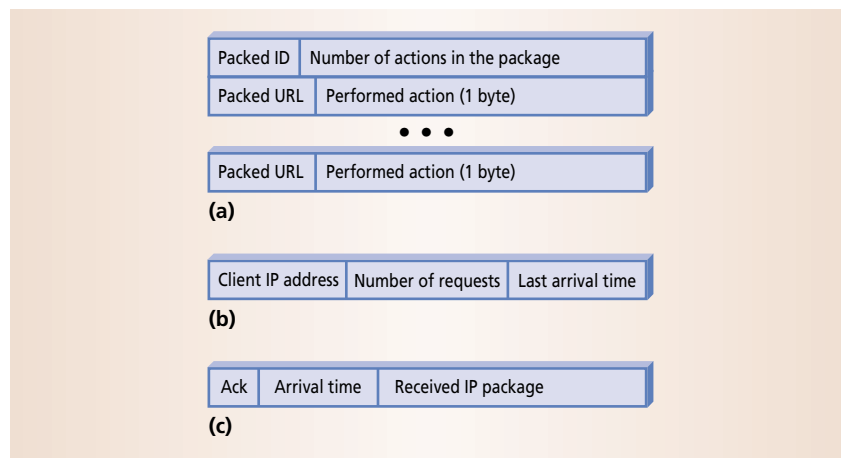 Packed ID Number of actions in the package
Packed URL Performed action (1 byte)
• • •
Packed URL Performed action (1 byte)
(a)
Client IP address Number of requests Last arrival time
(b)
Ack Arrival time Received IP package
(c)